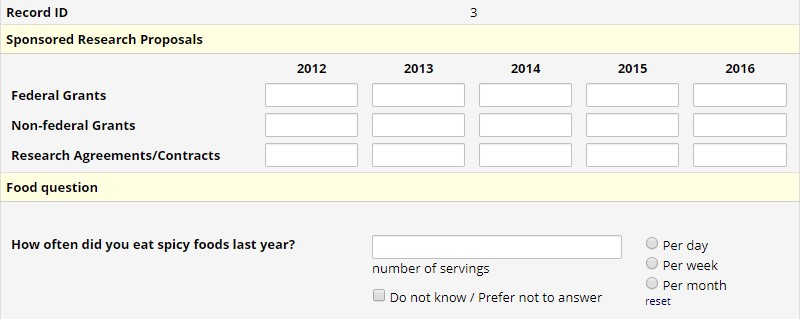 Record ID 3
Sponsored Research Proposals
2012 2013 2014 2015 2016
Federal Grants
Non-federal Grants
Research Agreements/Contracts
Food question
How often did you eat spicy foods last year?
number of servings
Do not know / Prefer not to answer
Per day
Per week
Per month
reset